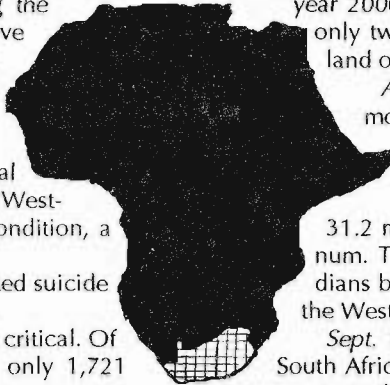 g the
ve
al
West-
ondition, a
ed suicide
critical. Of
only 1,721
year 2000
only tw
land o
A
mo
31.2 m
num. T
dians b
the West
Sept.
South Afric